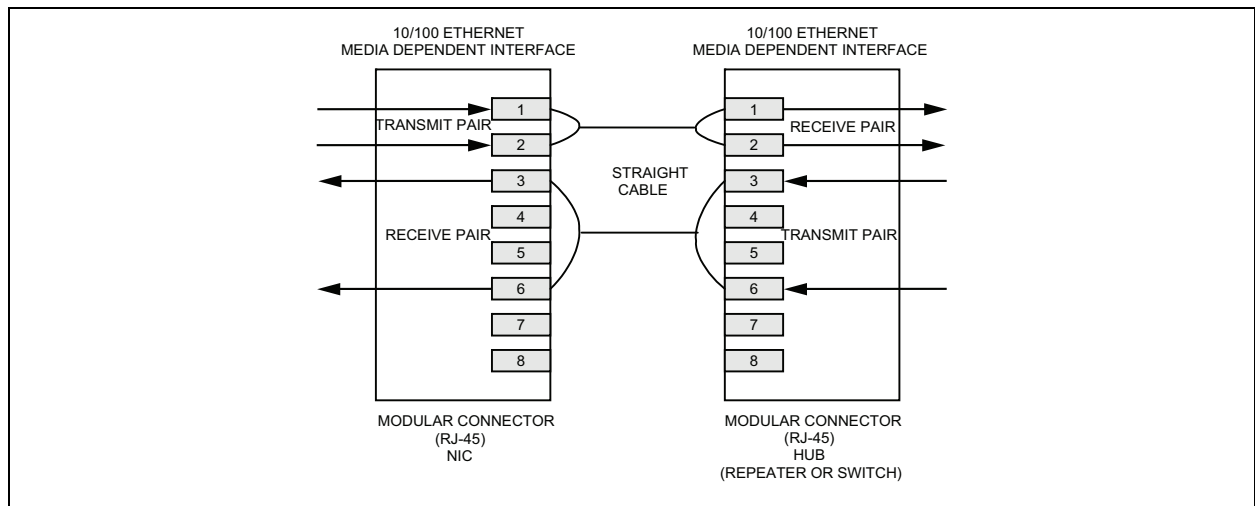 10/100 ETHERNET
MEDIA DEPENDENT INTERFACE
10/100 ETHERNET
MEDIA DEPENDENT INTERFACE
1
TRANSMIT PAIR
2
3
4
RECEIVE PAIR
5
6
7
8
STRAIGHT
CABLE
1
RECEIVE PAIR
2
3
4
TRANSMIT PAIR
5
6
7
8
MODULAR CONNECTOR
(RJ-45)
NIC
MODULAR CONNECTOR
(RJ-45)
HUB
(REPEATER OR SWITCH)